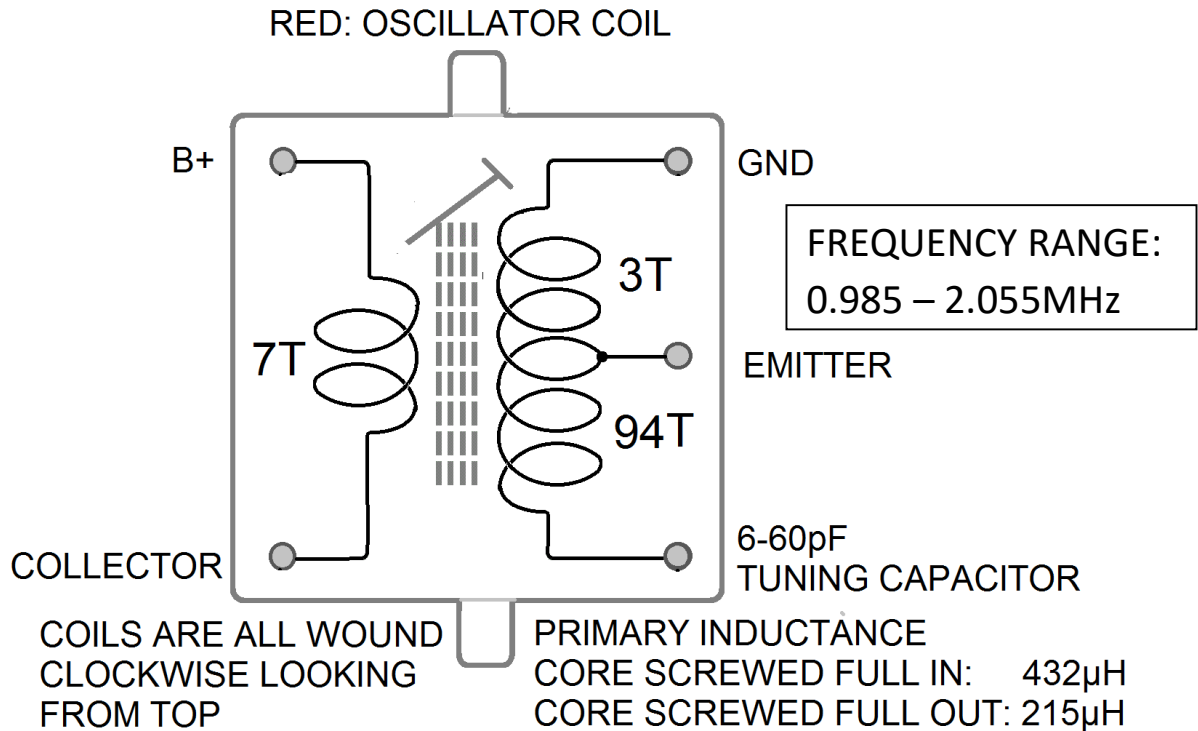 RED: OSCILLATOR COIL
B+
GND
FREQUENCY RANGE:
0.985 – 2.055MHz
3T
7T
EMITTER
94T
6-60pF
TUNING CAPACITOR
COLLECTOR
COILS ARE ALL WOUND
CLOCKWISE LOOKING
FROM TOP
PRIMARY INDUCTANCE
CORE SCREWED FULL IN: 432µH
CORE SCREWED FULL OUT: 215µH